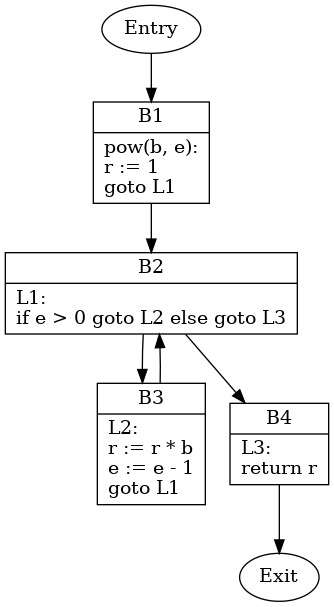 Entry
B1
pow(b, e):
r := 1
goto L1
B2
L1:
if e > 0 goto L2 else goto L3
B3
L2:
r := r * b
e := e - 1
goto L1
B4
L3:
return r
Exit